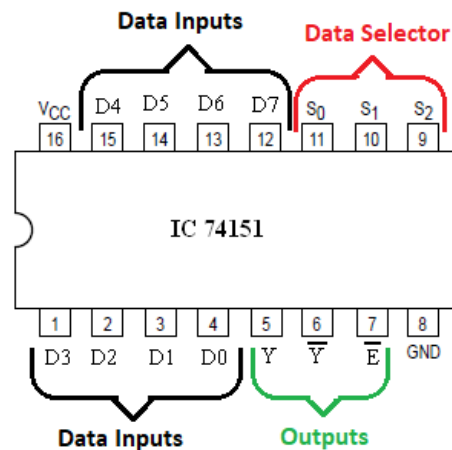 Data Inputs
Data Selector
VCC D4 D5 D6 D7 S0 S1 S2
16 15 14 13 12 11 10 9
IC 74151
1 2 3 4 5 6 7 8
D3 D2 D1 D0 Y Y̅ E̅ GND
Data Inputs
Outputs